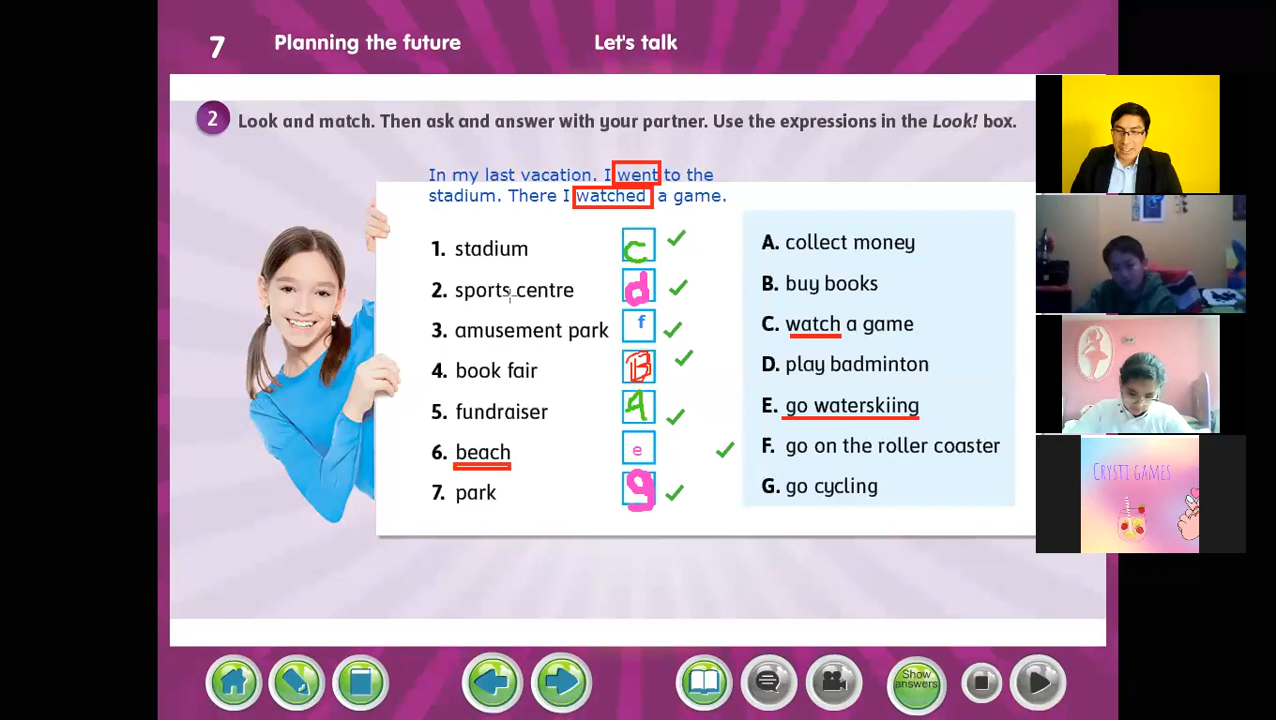 7 Planning the future Let's talk
2 Look and match. Then ask and answer with your partner. Use the expressions in the Look! box.
In my last vacation. I went to the
stadium. There I watched a game.
1. stadium C
2. sports centre d
3. amusement park f
4. book fair B
5. fundraiser A
6. beach e
7. park g
A. collect money
B. buy books
C. watch a game
D. play badminton
E. go waterskiing
F. go on the roller coaster
G. go cycling
CRYSTI GAMES
Show
answers